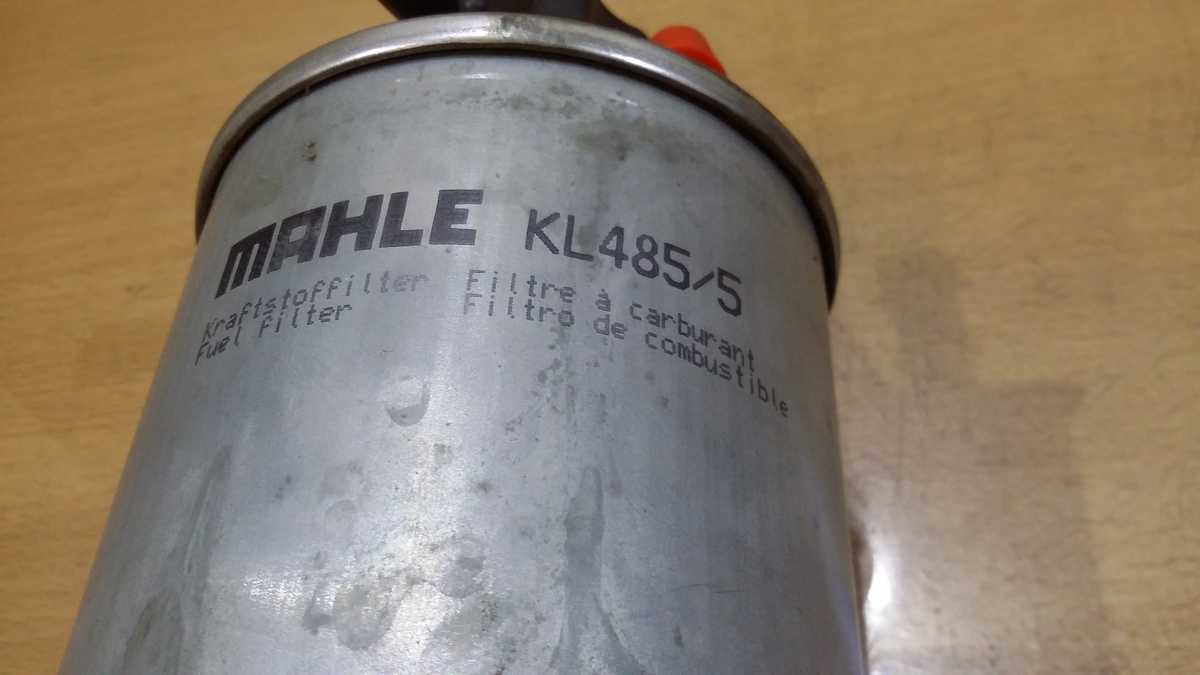 MAHLE KL485/5
Kraftstoffilter Filtre à carburant
Fuel filter Filtro de combustible